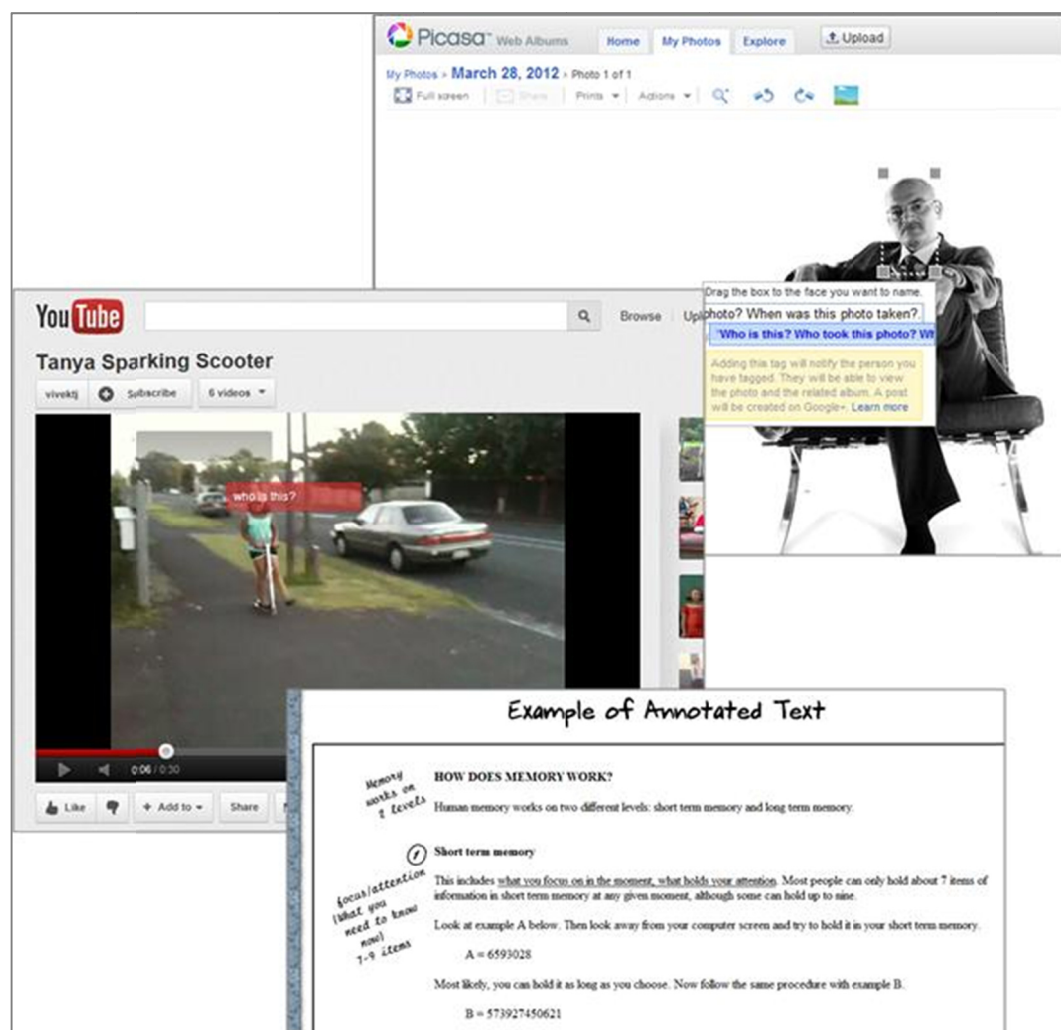 Picasa™ Web Albums
Home
My Photos
Explore
Upload
My Photos > March 28, 2012 > Photo 1 of 1
Full screen
Share
Prints
Actions
Drag the box to the face you want to name.
photo? When was this photo taken?.
"Who is this? Who took this photo? Wh
Adding this tag will notify the person you
have tagged. They will be able to view
the photo and the related album. A post
will be created on Google+. Learn more
YouTube
Browse
Uplo
Tanya Sparking Scooter
vivektj
Subscribe
6 videos
who is this?
0:06 / 0:30
Like
+ Add to
Share
Example of Annotated Text
Memory
works on
2 levels
HOW DOES MEMORY WORK?
Human memory works on two different levels: short term memory and long term memory.
1
Short term memory
focus/attention
(what you
need to know
now)
7-9 items
This includes what you focus on in the moment, what holds your attention. Most people can only hold about 7 items of
information in short term memory at any given moment, although some can hold up to nine.
Look at example A below. Then look away from your computer screen and try to hold it in your short term memory.
A = 6593028
Most likely, you can hold it as long as you choose. Now follow the same procedure with example B.
B = 573927450621